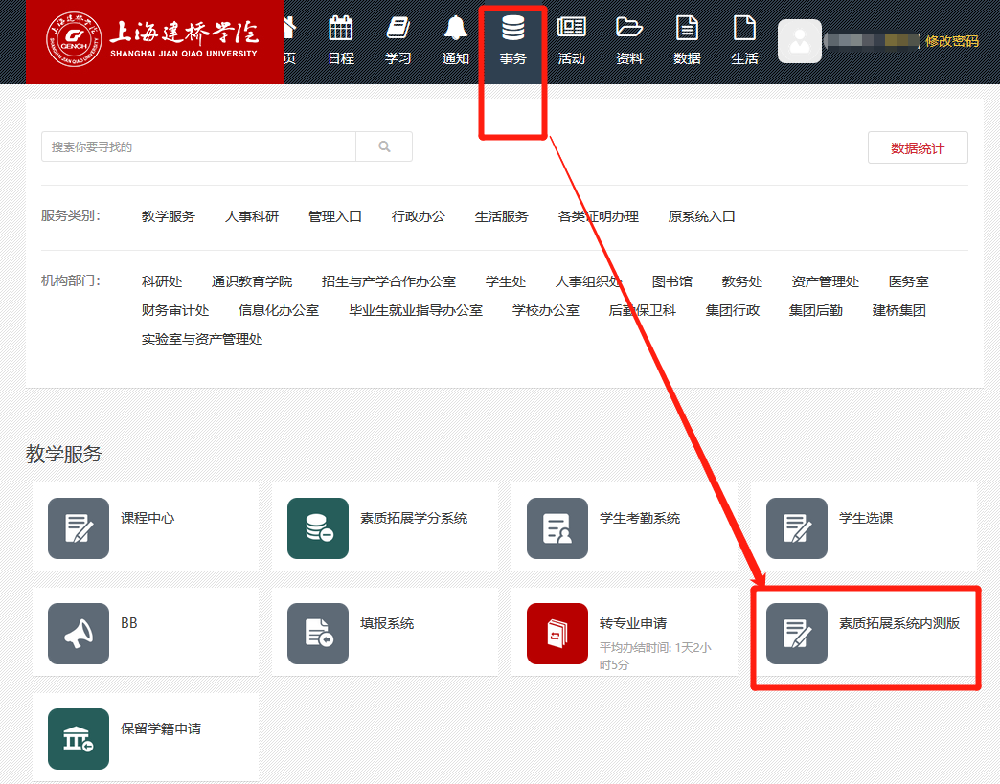 上海建桥学院
SHANGHAI JIAN QIAO UNIVERSITY
GENCH
页 日程 学习 通知 事务 活动 资料 数据 生活 修改密码
搜索你要寻找的 数据统计
服务类别: 教学服务 人事科研 管理入口 行政办公 生活服务 各类证明办理 原系统入口
机构部门: 科研处 通识教育学院 招生与产学合作办公室 学生处 人事组织处 图书馆 教务处 资产管理处 医务室
财务审计处 信息化办公室 毕业生就业指导办公室 学校办公室 后勤保卫科 集团行政 集团后勤 建桥集团
实验室与资产管理处
教学服务
课程中心 素质拓展学分系统 学生考勤系统 学生选课
BB 填报系统 转专业申请 素质拓展系统内测版
平均办结时间: 1天2小
时5分
保留学籍申请